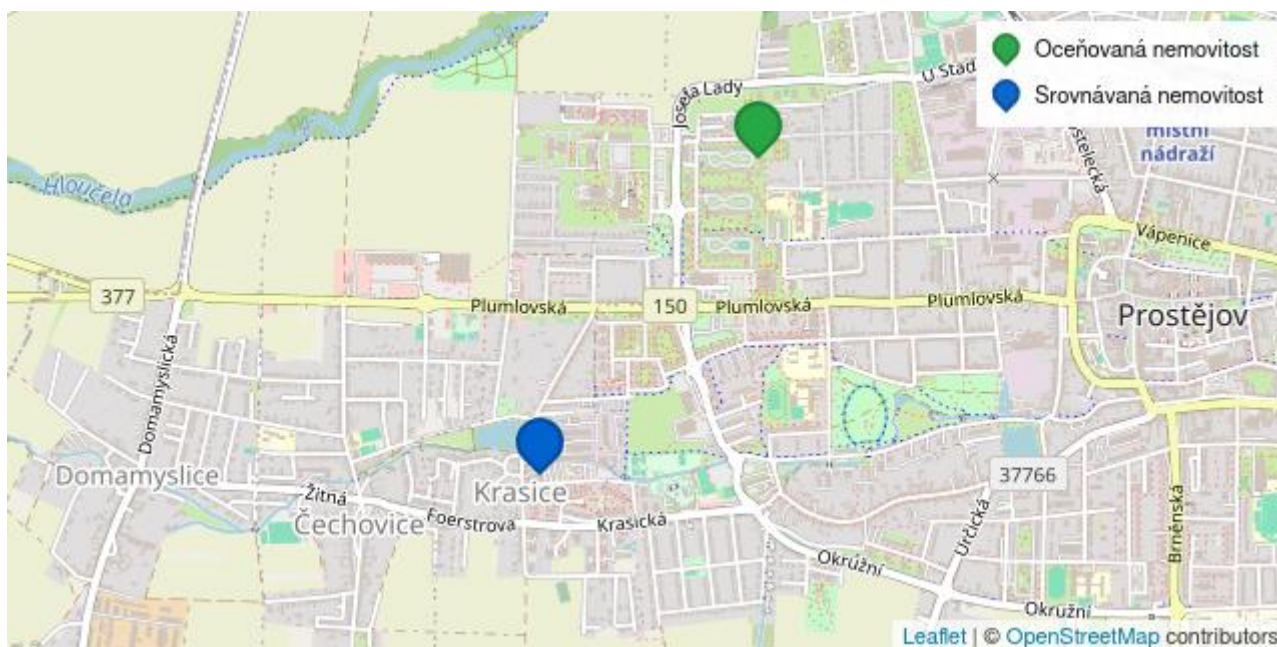 Oceňovaná nemovitost
Srovnávaná nemovitost
Josefa Lady
U Stad
místní
nádraží
Hloučela
Vápenice
377
Plumlovská
150
Plumlovská
Plumlovská
Prostějov
Domamyslická
Domamyslice
Žitná
Čechovice
Foerstrova
Krasice
Krasická
37766
Určická
Brněnská
Okružní
Okružní
Leaflet | © OpenStreetMap contributors